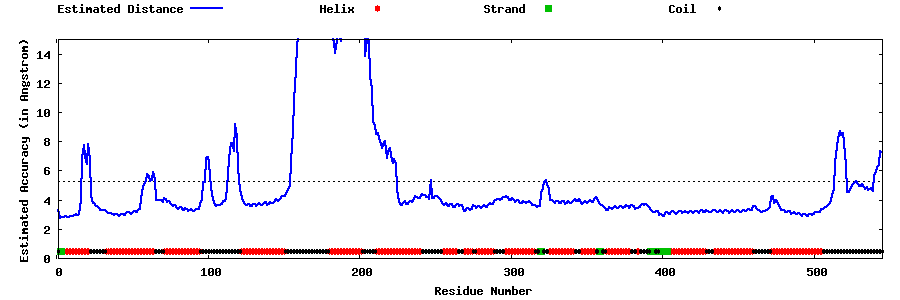 Estimated Distance Helix Strand Coil
Estimated Accuracy (in Angstrom)
14
12
10
8
6
4
2
0
0 100 200 300 400 500
Residue Number